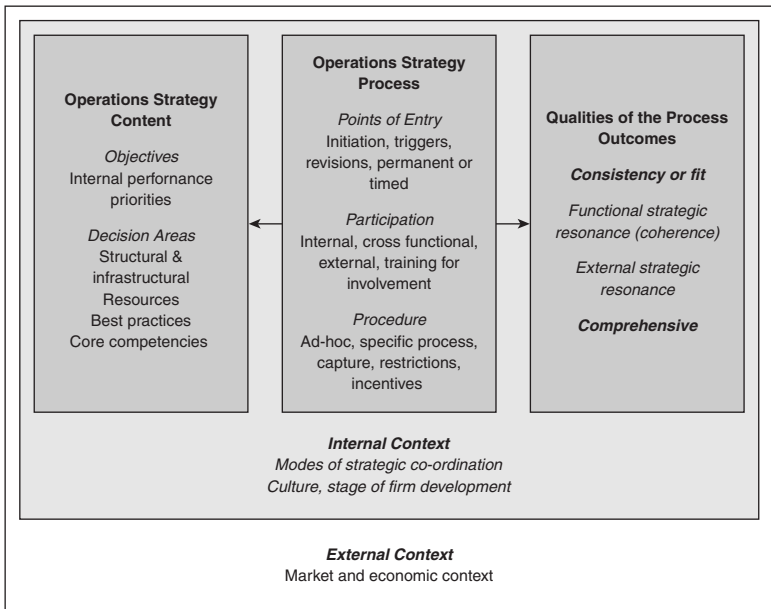 Operations Strategy
Content
Objectives
Internal perfornance
priorities
Decision Areas
Structural &
infrastructural
Resources
Best practices
Core competencies
Operations Strategy
Process
Points of Entry
Initiation, triggers,
revisions, permanent or
timed
Participation
Internal, cross functional,
external, training for
involvement
Procedure
Ad-hoc, specific process,
capture, restrictions,
incentives
Qualities of the Process
Outcomes
Consistency or fit
Functional strategic
resonance (coherence)
External strategic
resonance
Comprehensive
Internal Context
Modes of strategic co-ordination
Culture, stage of firm development
External Context
Market and economic context